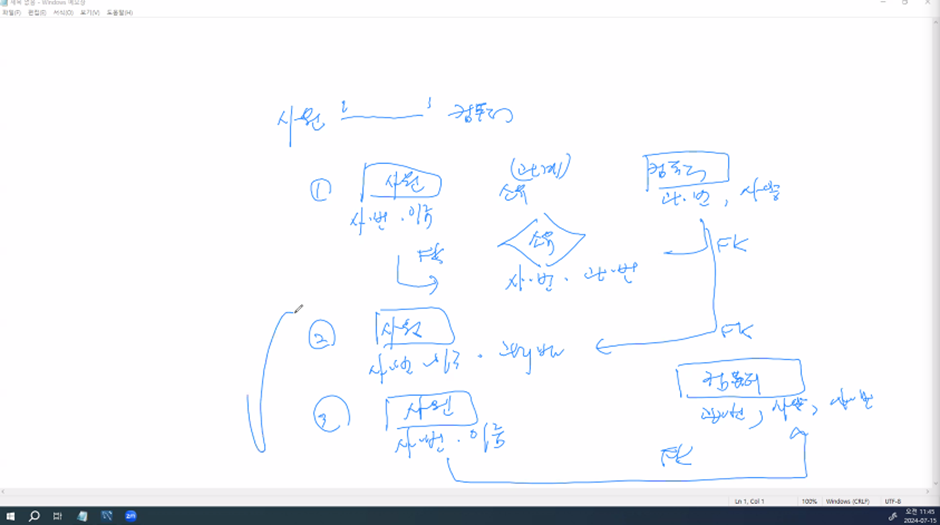 제목 없음 - Windows 메모장
파일(F) 편집(E) 서식(O) 보기(V) 도움말(H)
사원 1 1 컴퓨터
① 사원 (관계) 컴퓨터
소유
사번, 이름 관번, 사양
소유
FK FK
사번, 관번
② 사원 FK
사번 이름, 관리번호
컴퓨터
③ 사원 관리번, 사양, 사번
사번, 이름
FK
Ln 1, Col 1 100% Windows (CRLF) UTF-8
오전 11:45
2024-07-15